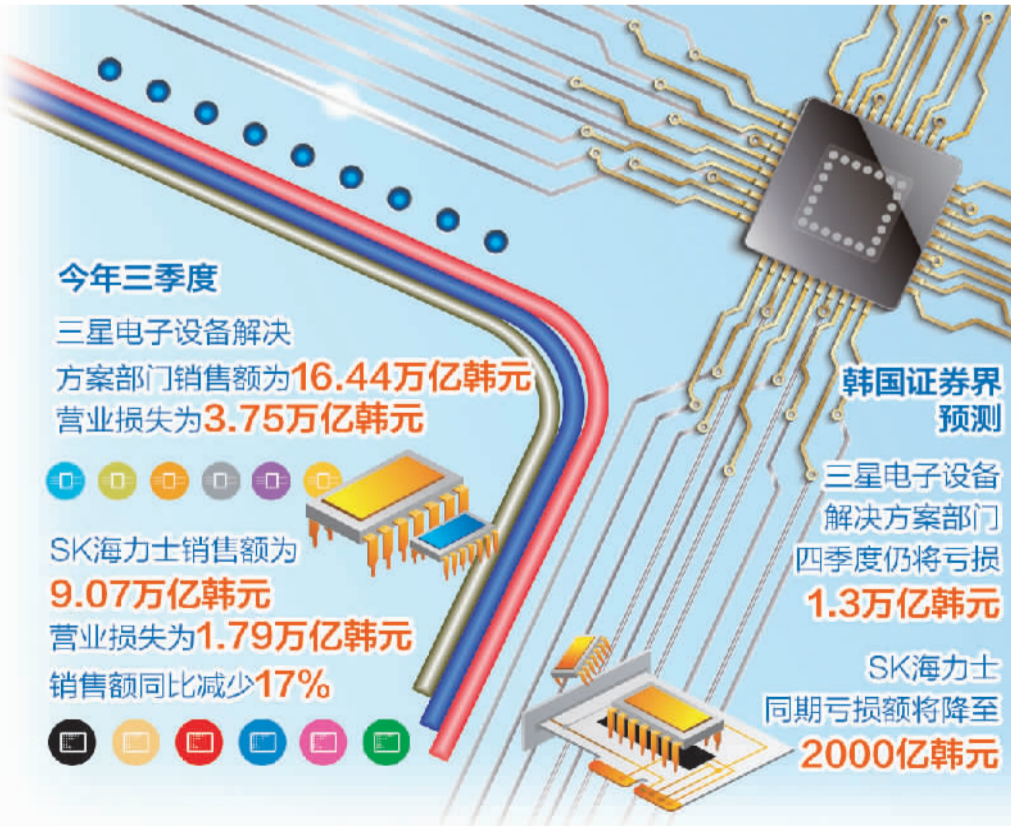 今年三季度
三星电子设备解决
方案部门销售额为16.44万亿韩元
营业损失为3.75万亿韩元
SK海力士销售额为
9.07万亿韩元
营业损失为1.79万亿韩元
销售额同比减少17%
韩国证券界
预测
三星电子设备
解决方案部门
四季度仍将亏损
1.3万亿韩元
SK海力士
同期亏损额将降至
2000亿韩元